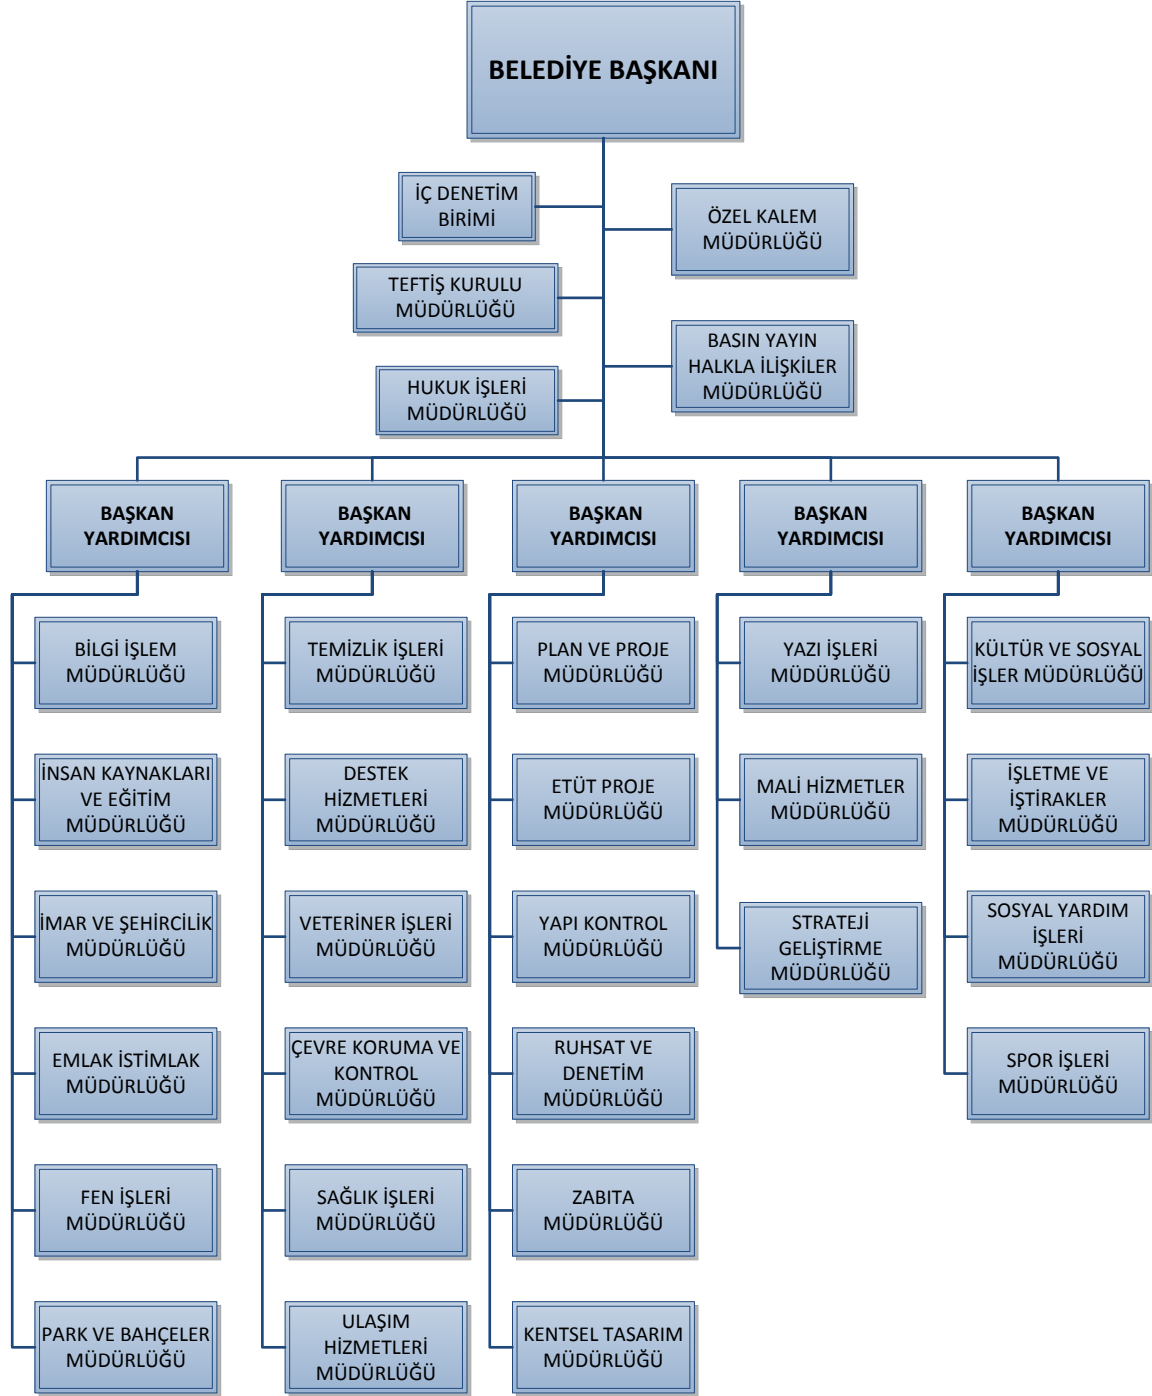 BELEDİYE BAŞKANI
İÇ DENETİM
BİRİMİ
ÖZEL KALEM
MÜDÜRLÜĞÜ
TEFTİŞ KURULU
MÜDÜRLÜĞÜ
BASIN YAYIN
HALKLA İLİŞKİLER
MÜDÜRLÜĞÜ
HUKUK İŞLERİ
MÜDÜRLÜĞÜ
BAŞKAN
YARDIMCISI
BAŞKAN
YARDIMCISI
BAŞKAN
YARDIMCISI
BAŞKAN
YARDIMCISI
BAŞKAN
YARDIMCISI
BİLGİ İŞLEM
MÜDÜRLÜĞÜ
TEMİZLİK İŞLERİ
MÜDÜRLÜĞÜ
PLAN VE PROJE
MÜDÜRLÜĞÜ
YAZI İŞLERİ
MÜDÜRLÜĞÜ
KÜLTÜR VE SOSYAL
İŞLER MÜDÜRLÜĞÜ
İNSAN KAYNAKLARI
VE EĞİTİM
MÜDÜRLÜĞÜ
DESTEK
HİZMETLERİ
MÜDÜRLÜĞÜ
ETÜT PROJE
MÜDÜRLÜĞÜ
MALİ HİZMETLER
MÜDÜRLÜĞÜ
İŞLETME VE
İŞTİRAKLER
MÜDÜRLÜĞÜ
İMAR VE ŞEHİRCİLİK
MÜDÜRLÜĞÜ
VETERİNER İŞLERİ
MÜDÜRLÜĞÜ
YAPI KONTROL
MÜDÜRLÜĞÜ
STRATEJİ
GELİŞTİRME
MÜDÜRLÜĞÜ
SOSYAL YARDIM
İŞLERİ
MÜDÜRLÜĞÜ
EMLAK İSTİMLAK
MÜDÜRLÜĞÜ
ÇEVRE KORUMA VE
KONTROL
MÜDÜRLÜĞÜ
RUHSAT VE
DENETİM
MÜDÜRLÜĞÜ
SPOR İŞLERİ
MÜDÜRLÜĞÜ
FEN İŞLERİ
MÜDÜRLÜĞÜ
SAĞLIK İŞLERİ
MÜDÜRLÜĞÜ
ZABITA
MÜDÜRLÜĞÜ
PARK VE BAHÇELER
MÜDÜRLÜĞÜ
ULAŞIM
HİZMETLERİ
MÜDÜRLÜĞÜ
KENTSEL TASARIM
MÜDÜRLÜĞÜ